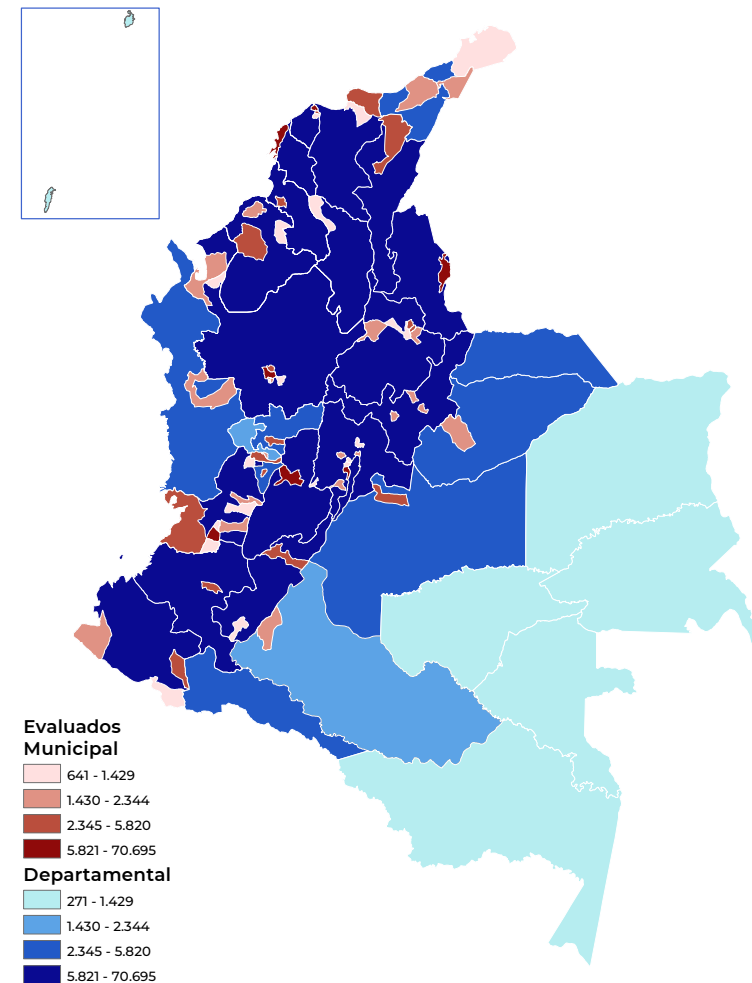 Evaluados
Municipal
641 - 1.429
1.430 - 2.344
2.345 - 5.820
5.821 - 70.695
Departamental
271 - 1.429
1.430 - 2.344
2.345 - 5.820
5.821 - 70.695